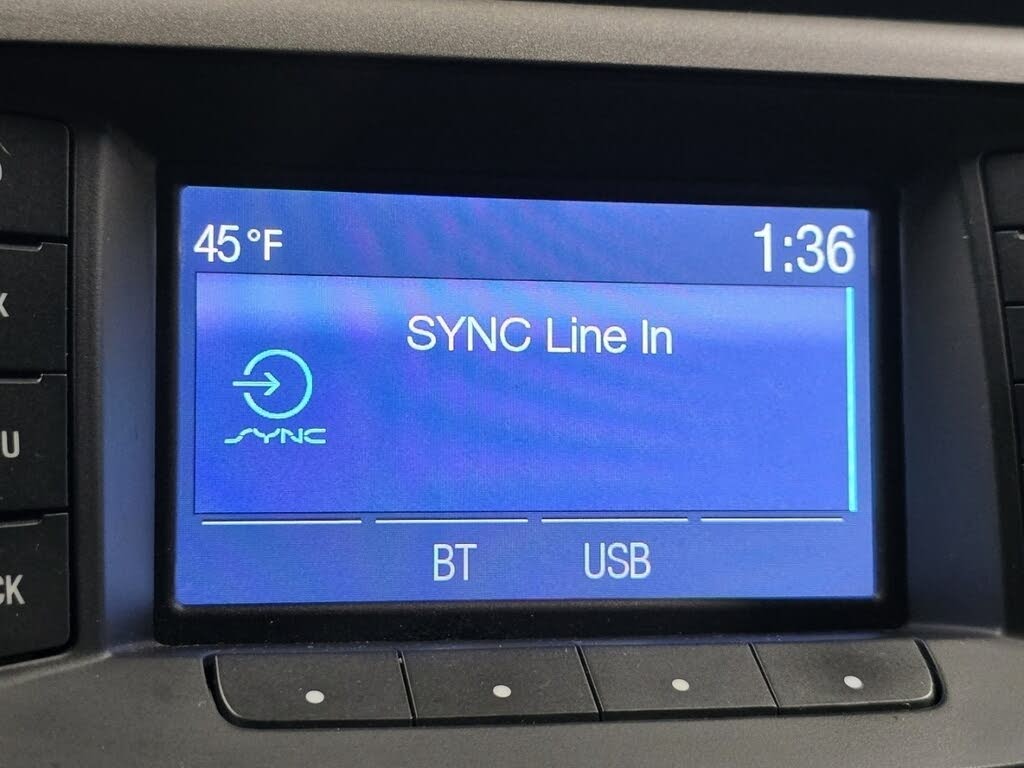 45°F
1:36
SYNC Line In
SYNC
BT
USB